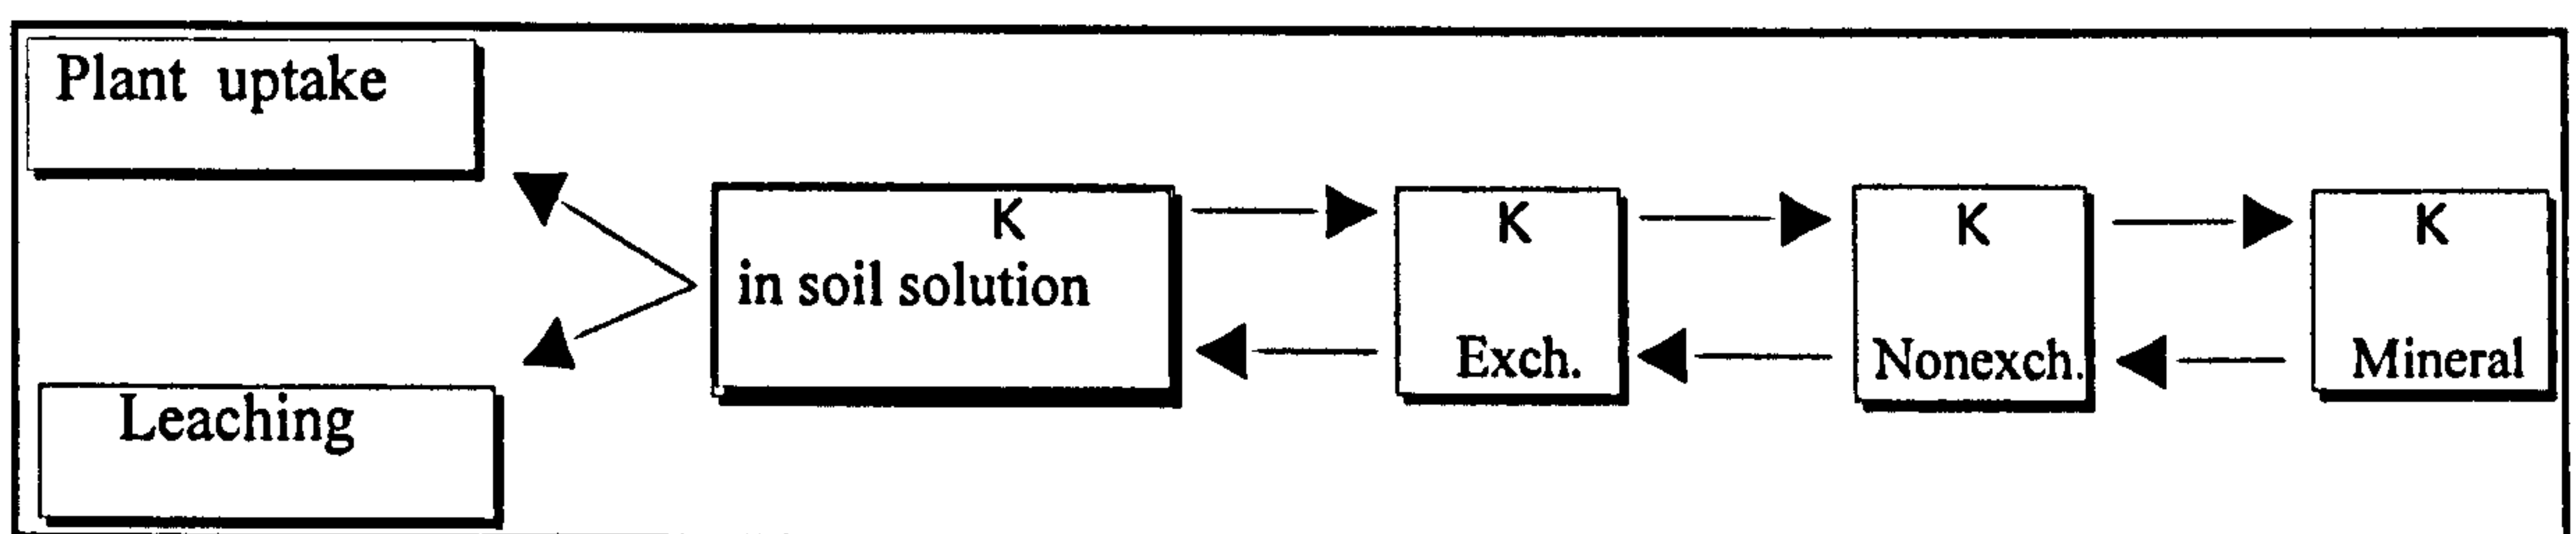 Plant uptake
K
in soil solution
K
Exch.
K
Nonexch.
K
Mineral
Leaching